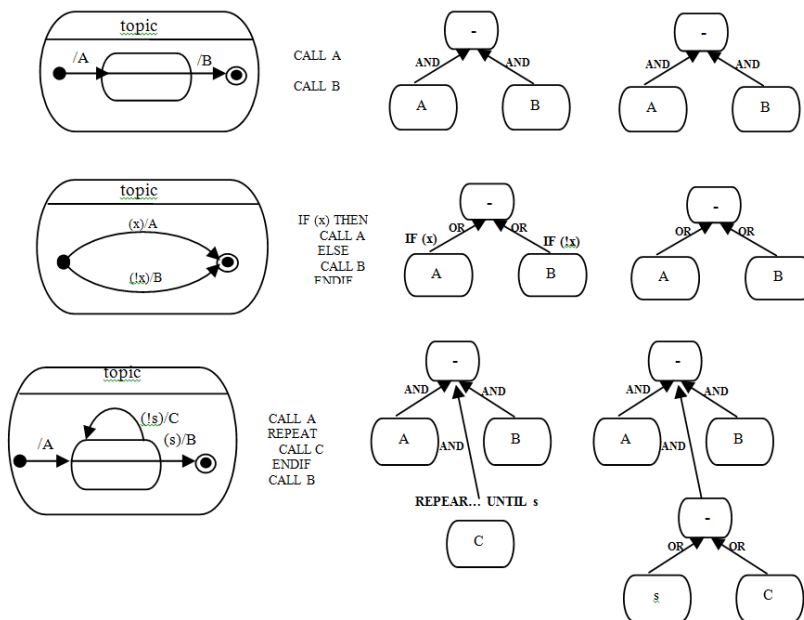 topic
/A
/B
CALL A
CALL B
-
AND
AND
A
B
-
AND
AND
A
B
topic
(x)/A
(!x)/B
IF (x) THEN
CALL A
ELSE
CALL B
ENDIF
-
OR
OR
IF (x)
IF (!x)
A
B
-
OR
OR
A
B
topic
(!s)/C
/A
(s)/B
CALL A
REPEAT
CALL C
ENDIF
CALL B
-
AND
AND
A
AND
B
REPEAR... UNTIL s
C
-
AND
AND
A
AND
B
-
OR
OR
s
C